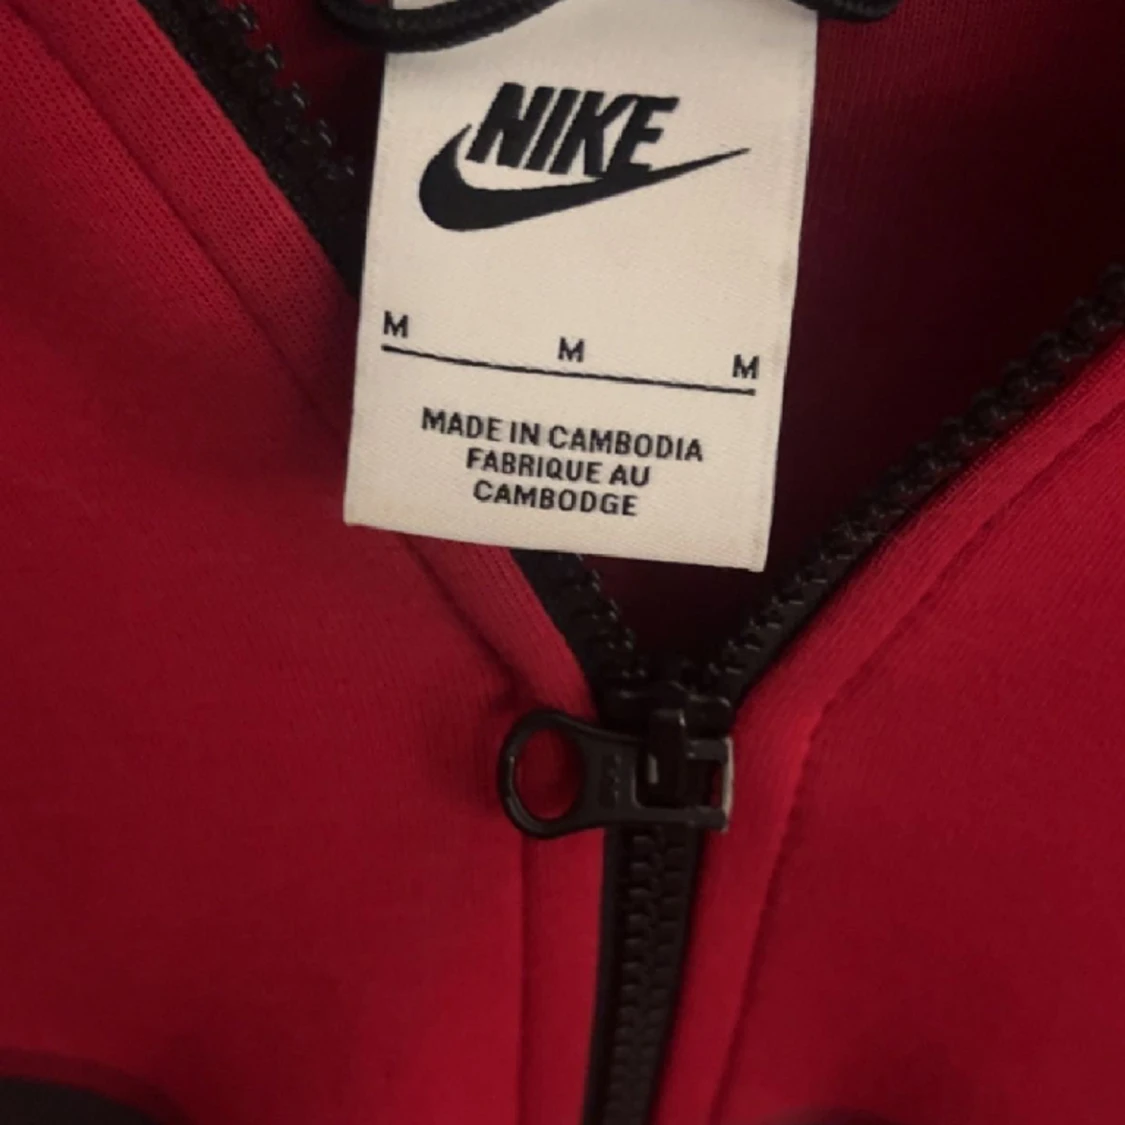 NIKE
M M M
MADE IN CAMBODIA
FABRIQUE AU
CAMBODGE